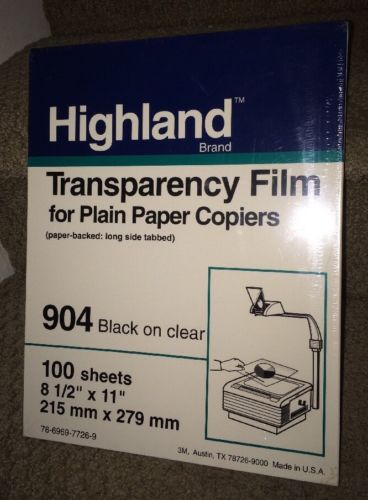 Highland™
Brand
Transparency Film
for Plain Paper Copiers
(paper-backed: long side tabbed)
904 Black on clear
100 sheets
8 1/2" x 11"
215 mm x 279 mm
78-6969-7726-9
3M, Austin, TX 78726-9000 Made in U.S.A.